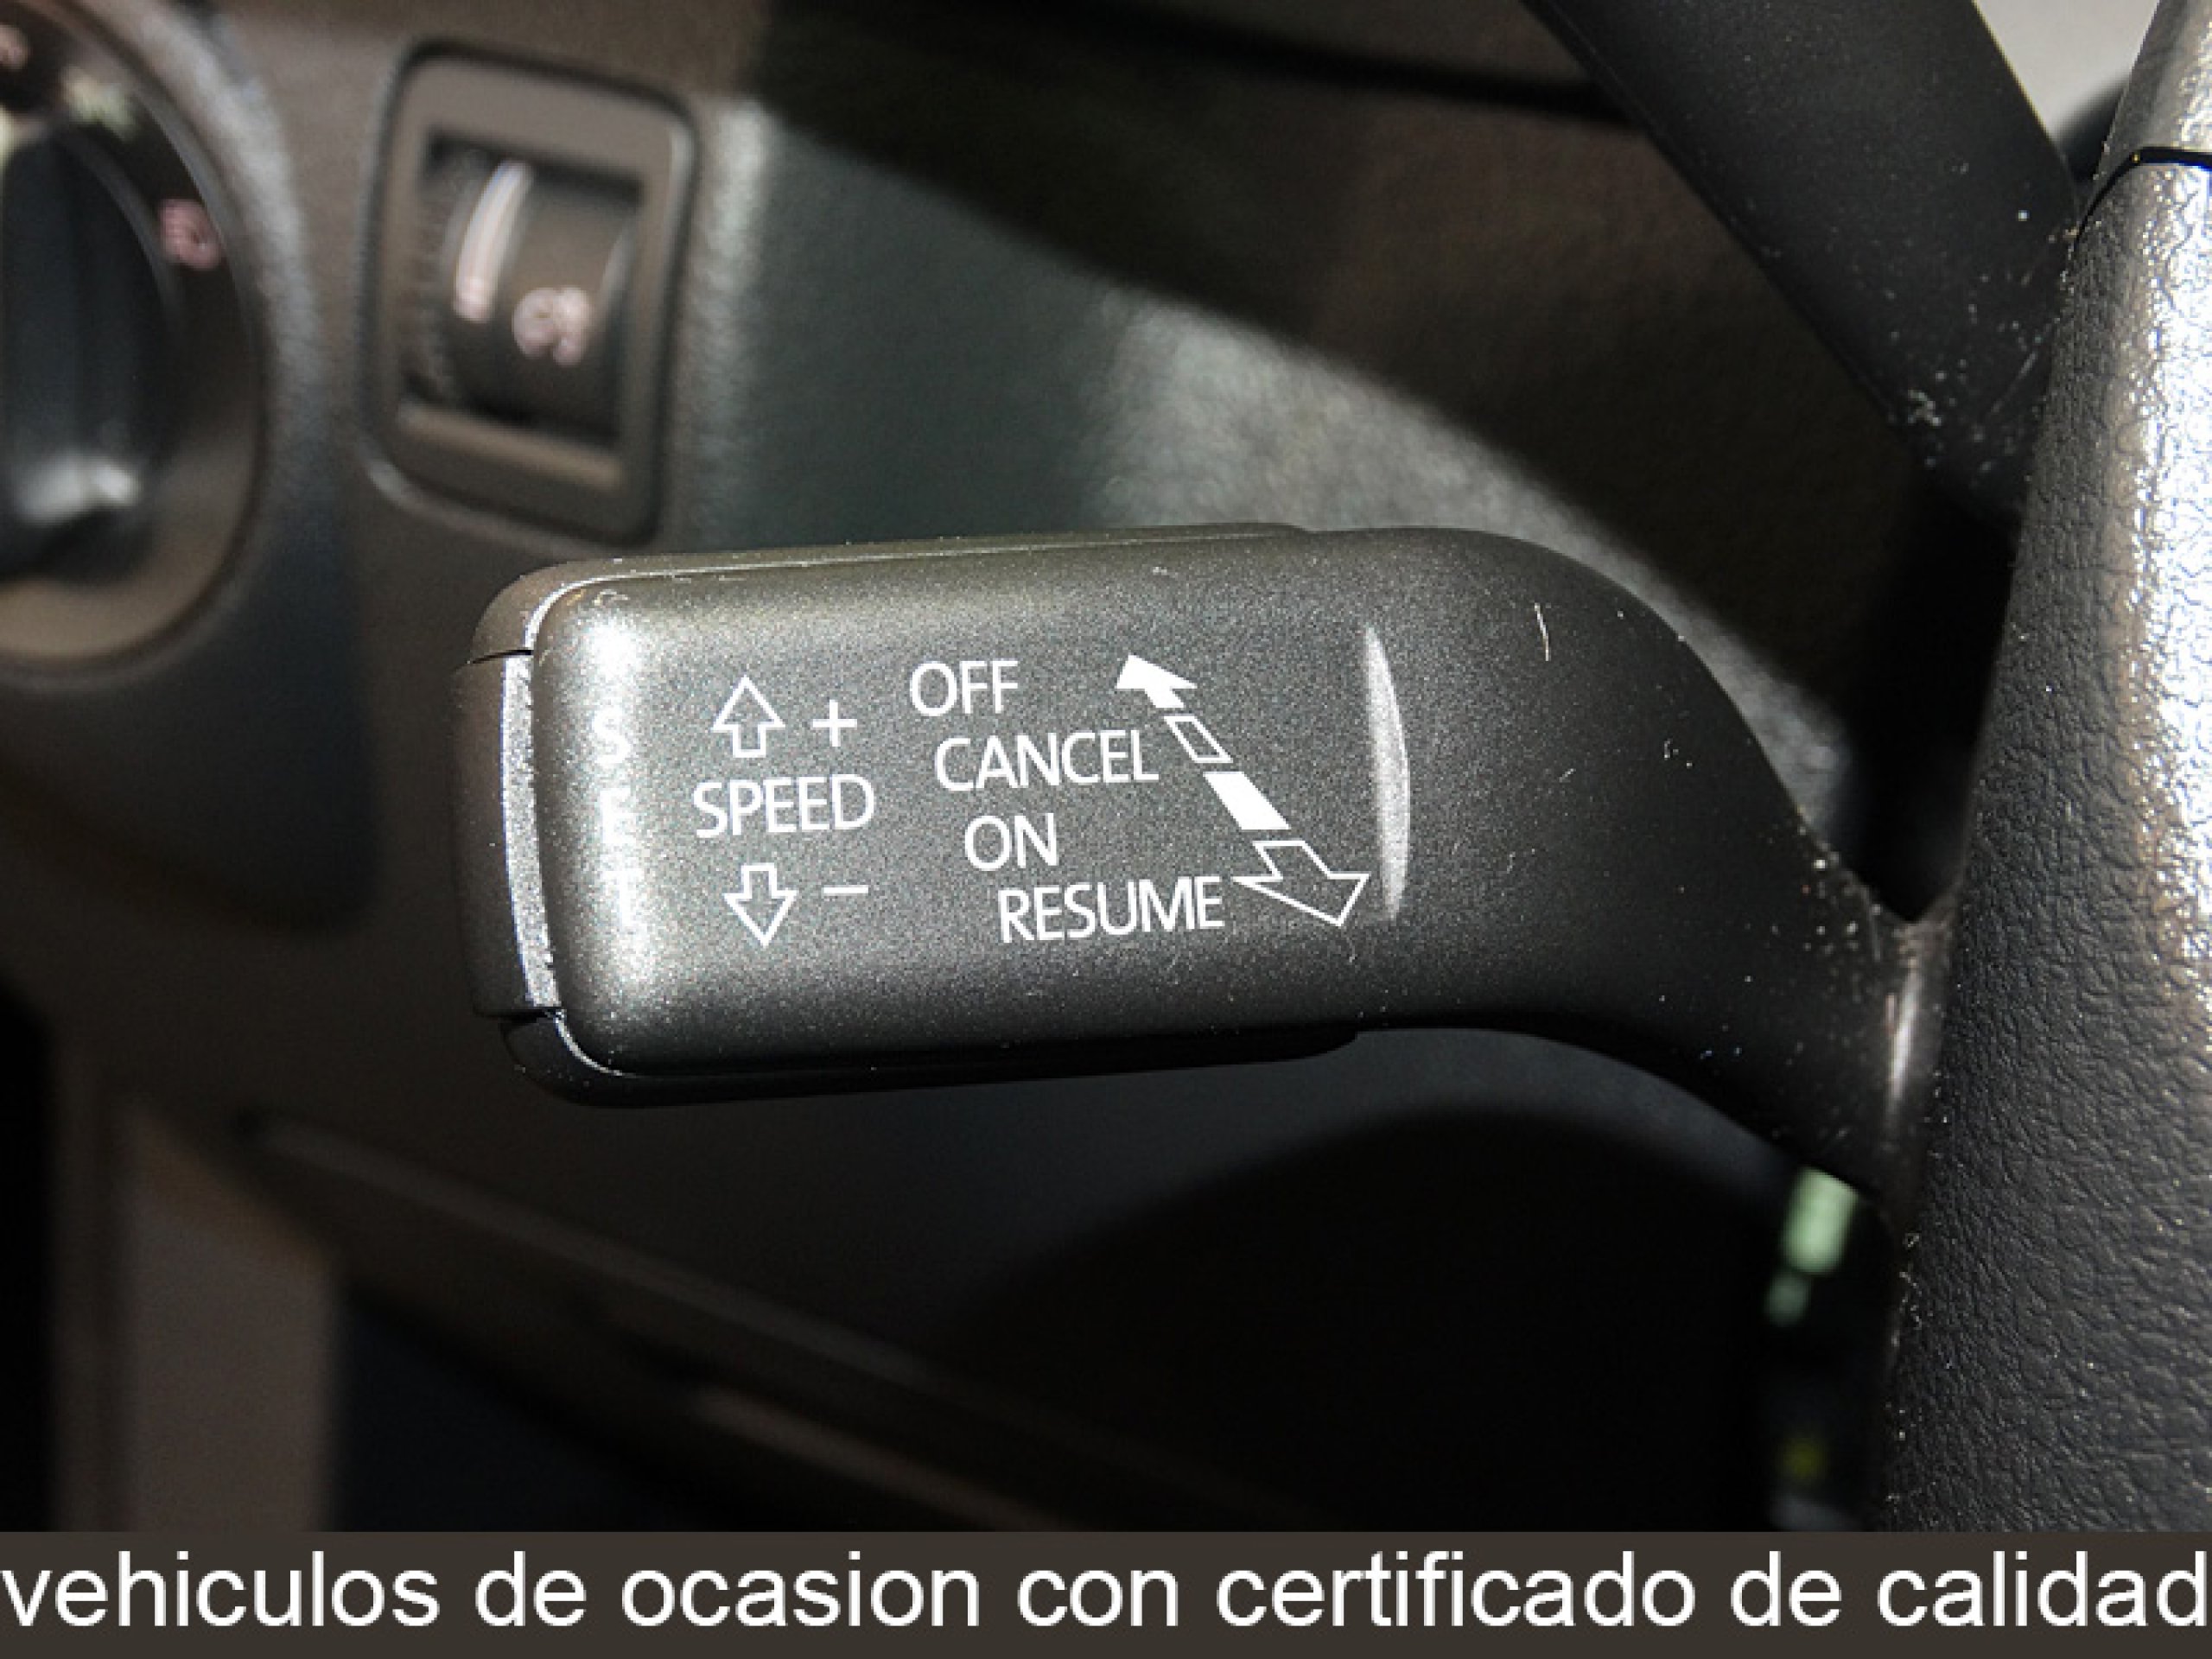 SET
+
SPEED
−
OFF
CANCEL
ON
RESUME
vehiculos de ocasion con certificado de calidad